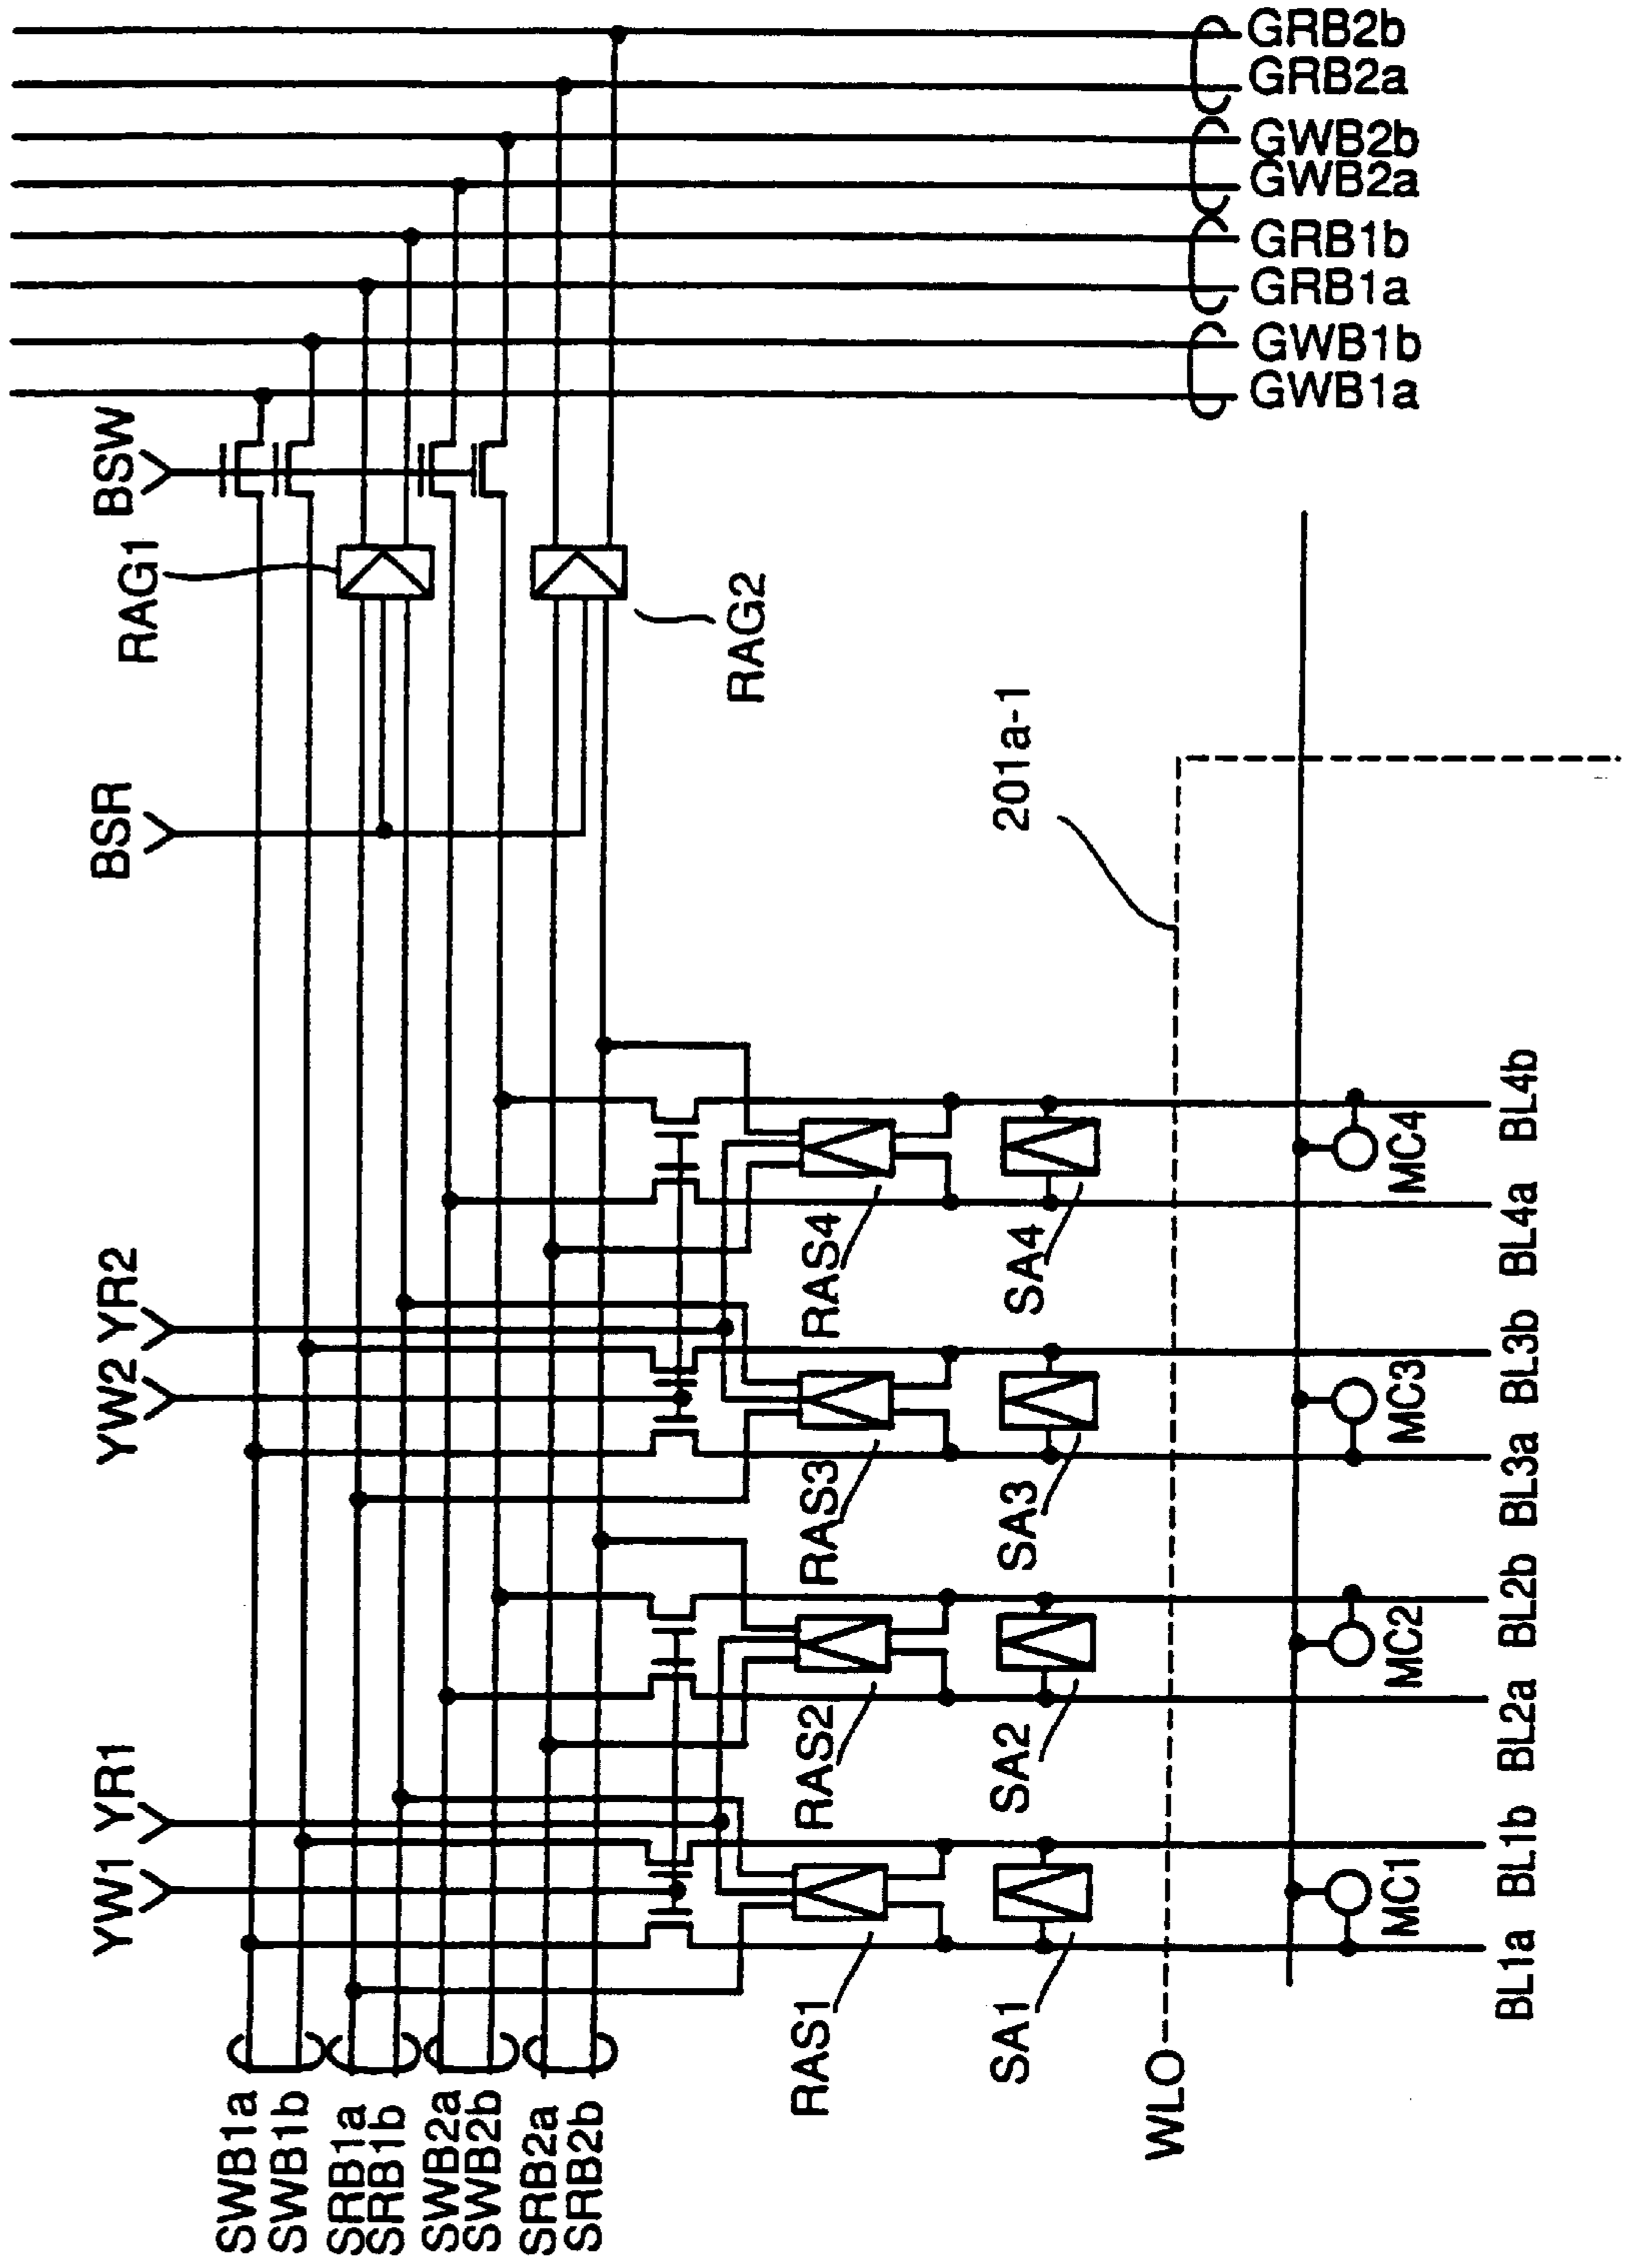 GRB2b
GRB2a
GWB2b
GWB2a
GRB1b
GRB1a
GWB1b
GWB1a
BSW
RAG1
RAG2
BSR
201a-1
YR2
YW2
YR1
YW1
RAS4
SA4
RAS3
SA3
RAS2
SA2
RAS1
SA1
MC4
MC3
MC2
MC1
BL4b
BL4a
BL3b
BL3a
BL2b
BL2a
BL1b
BL1a
SWB1a
SWB1b
SRB1a
SRB1b
SWB2a
SWB2b
SRB2a
SRB2b
WLO